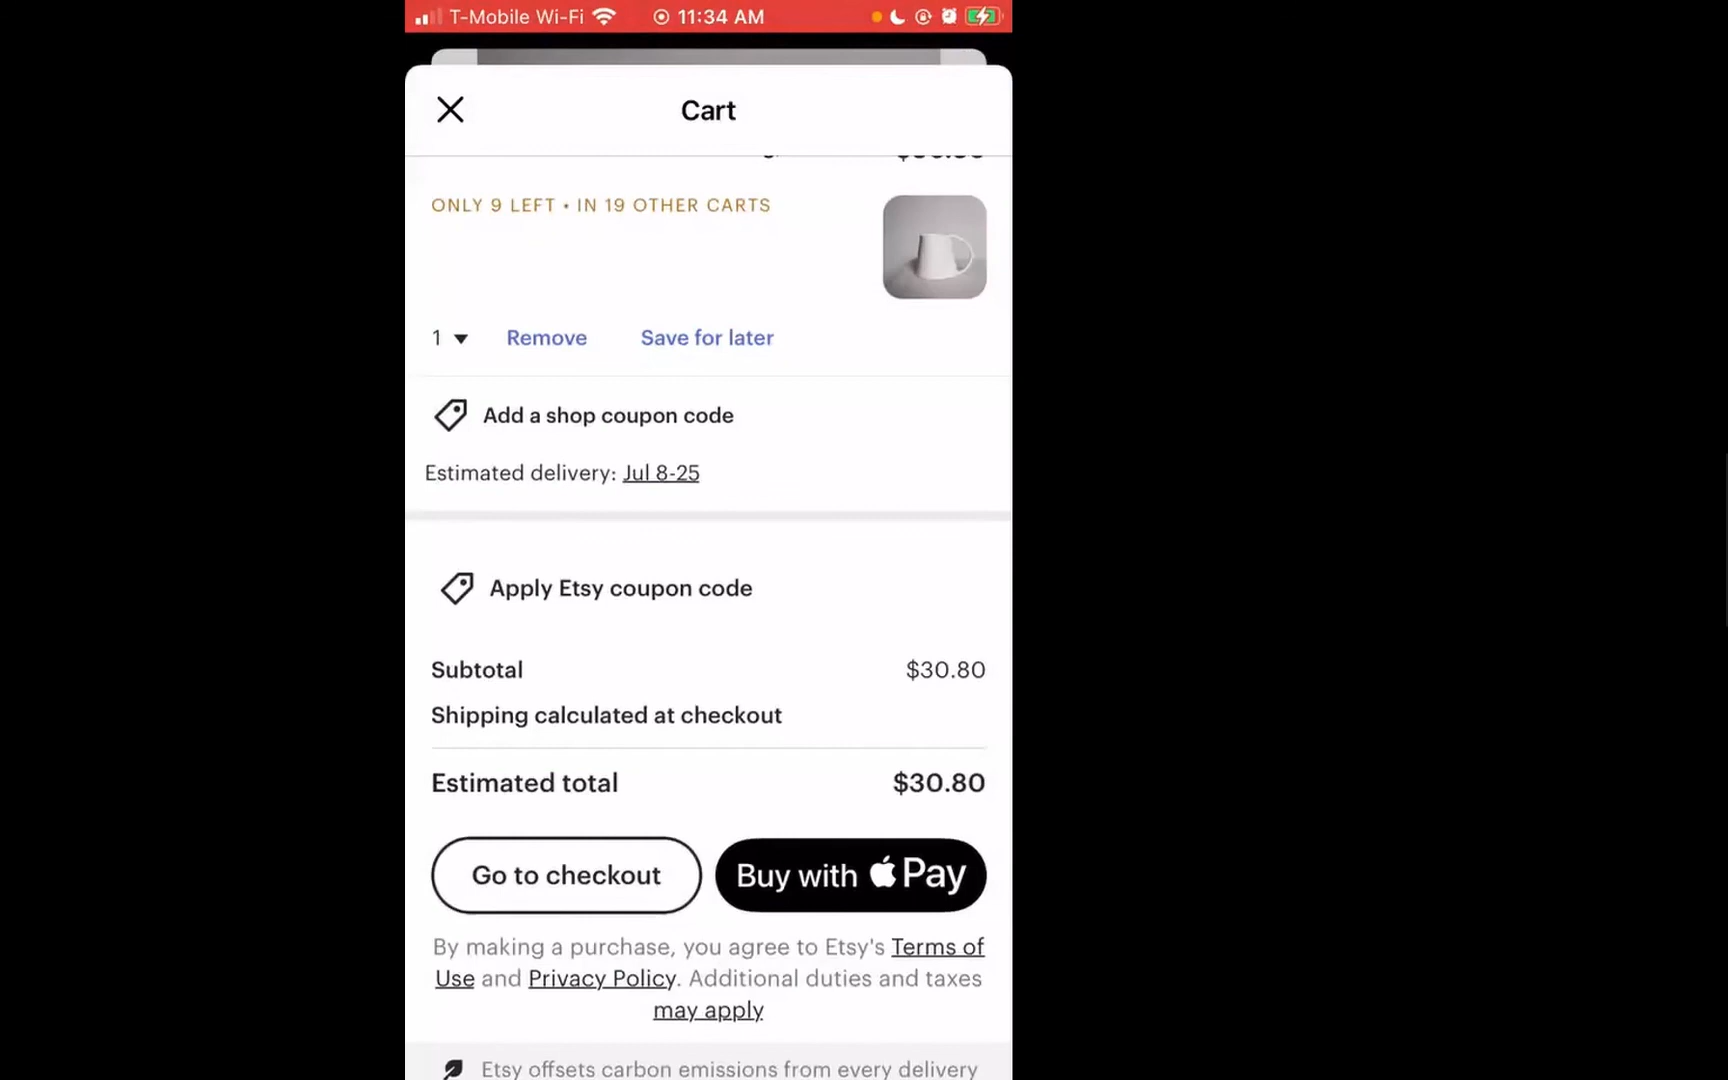 T-Mobile Wi-Fi 11:34 AM
Cart
ONLY 9 LEFT • IN 19 OTHER CARTS
1 Remove Save for later
Add a shop coupon code
Estimated delivery: Jul 8-25
Apply Etsy coupon code
Subtotal $30.80
Shipping calculated at checkout
Estimated total $30.80
Go to checkout Buy with Pay
By making a purchase, you agree to Etsy's Terms of
Use and Privacy Policy. Additional duties and taxes
may apply
Etsy offsets carbon emissions from every delivery